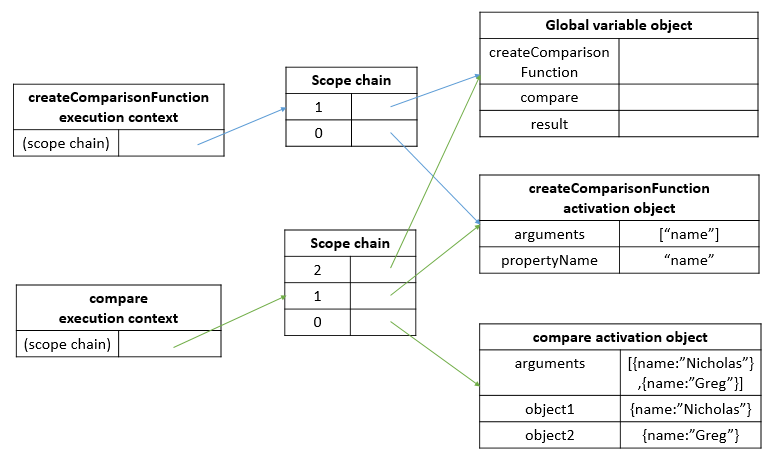 createComparisonFunction
execution context
(scope chain)
Scope chain
1
0
Global variable object
createComparison
Function
compare
result
createComparisonFunction
activation object
arguments [“name”]
propertyName “name”
compare
execution context
(scope chain)
Scope chain
2
1
0
compare activation object
arguments [{name:”Nicholas”}
,{name:”Greg”}]
object1 {name:”Nicholas”}
object2 {name:”Greg”}